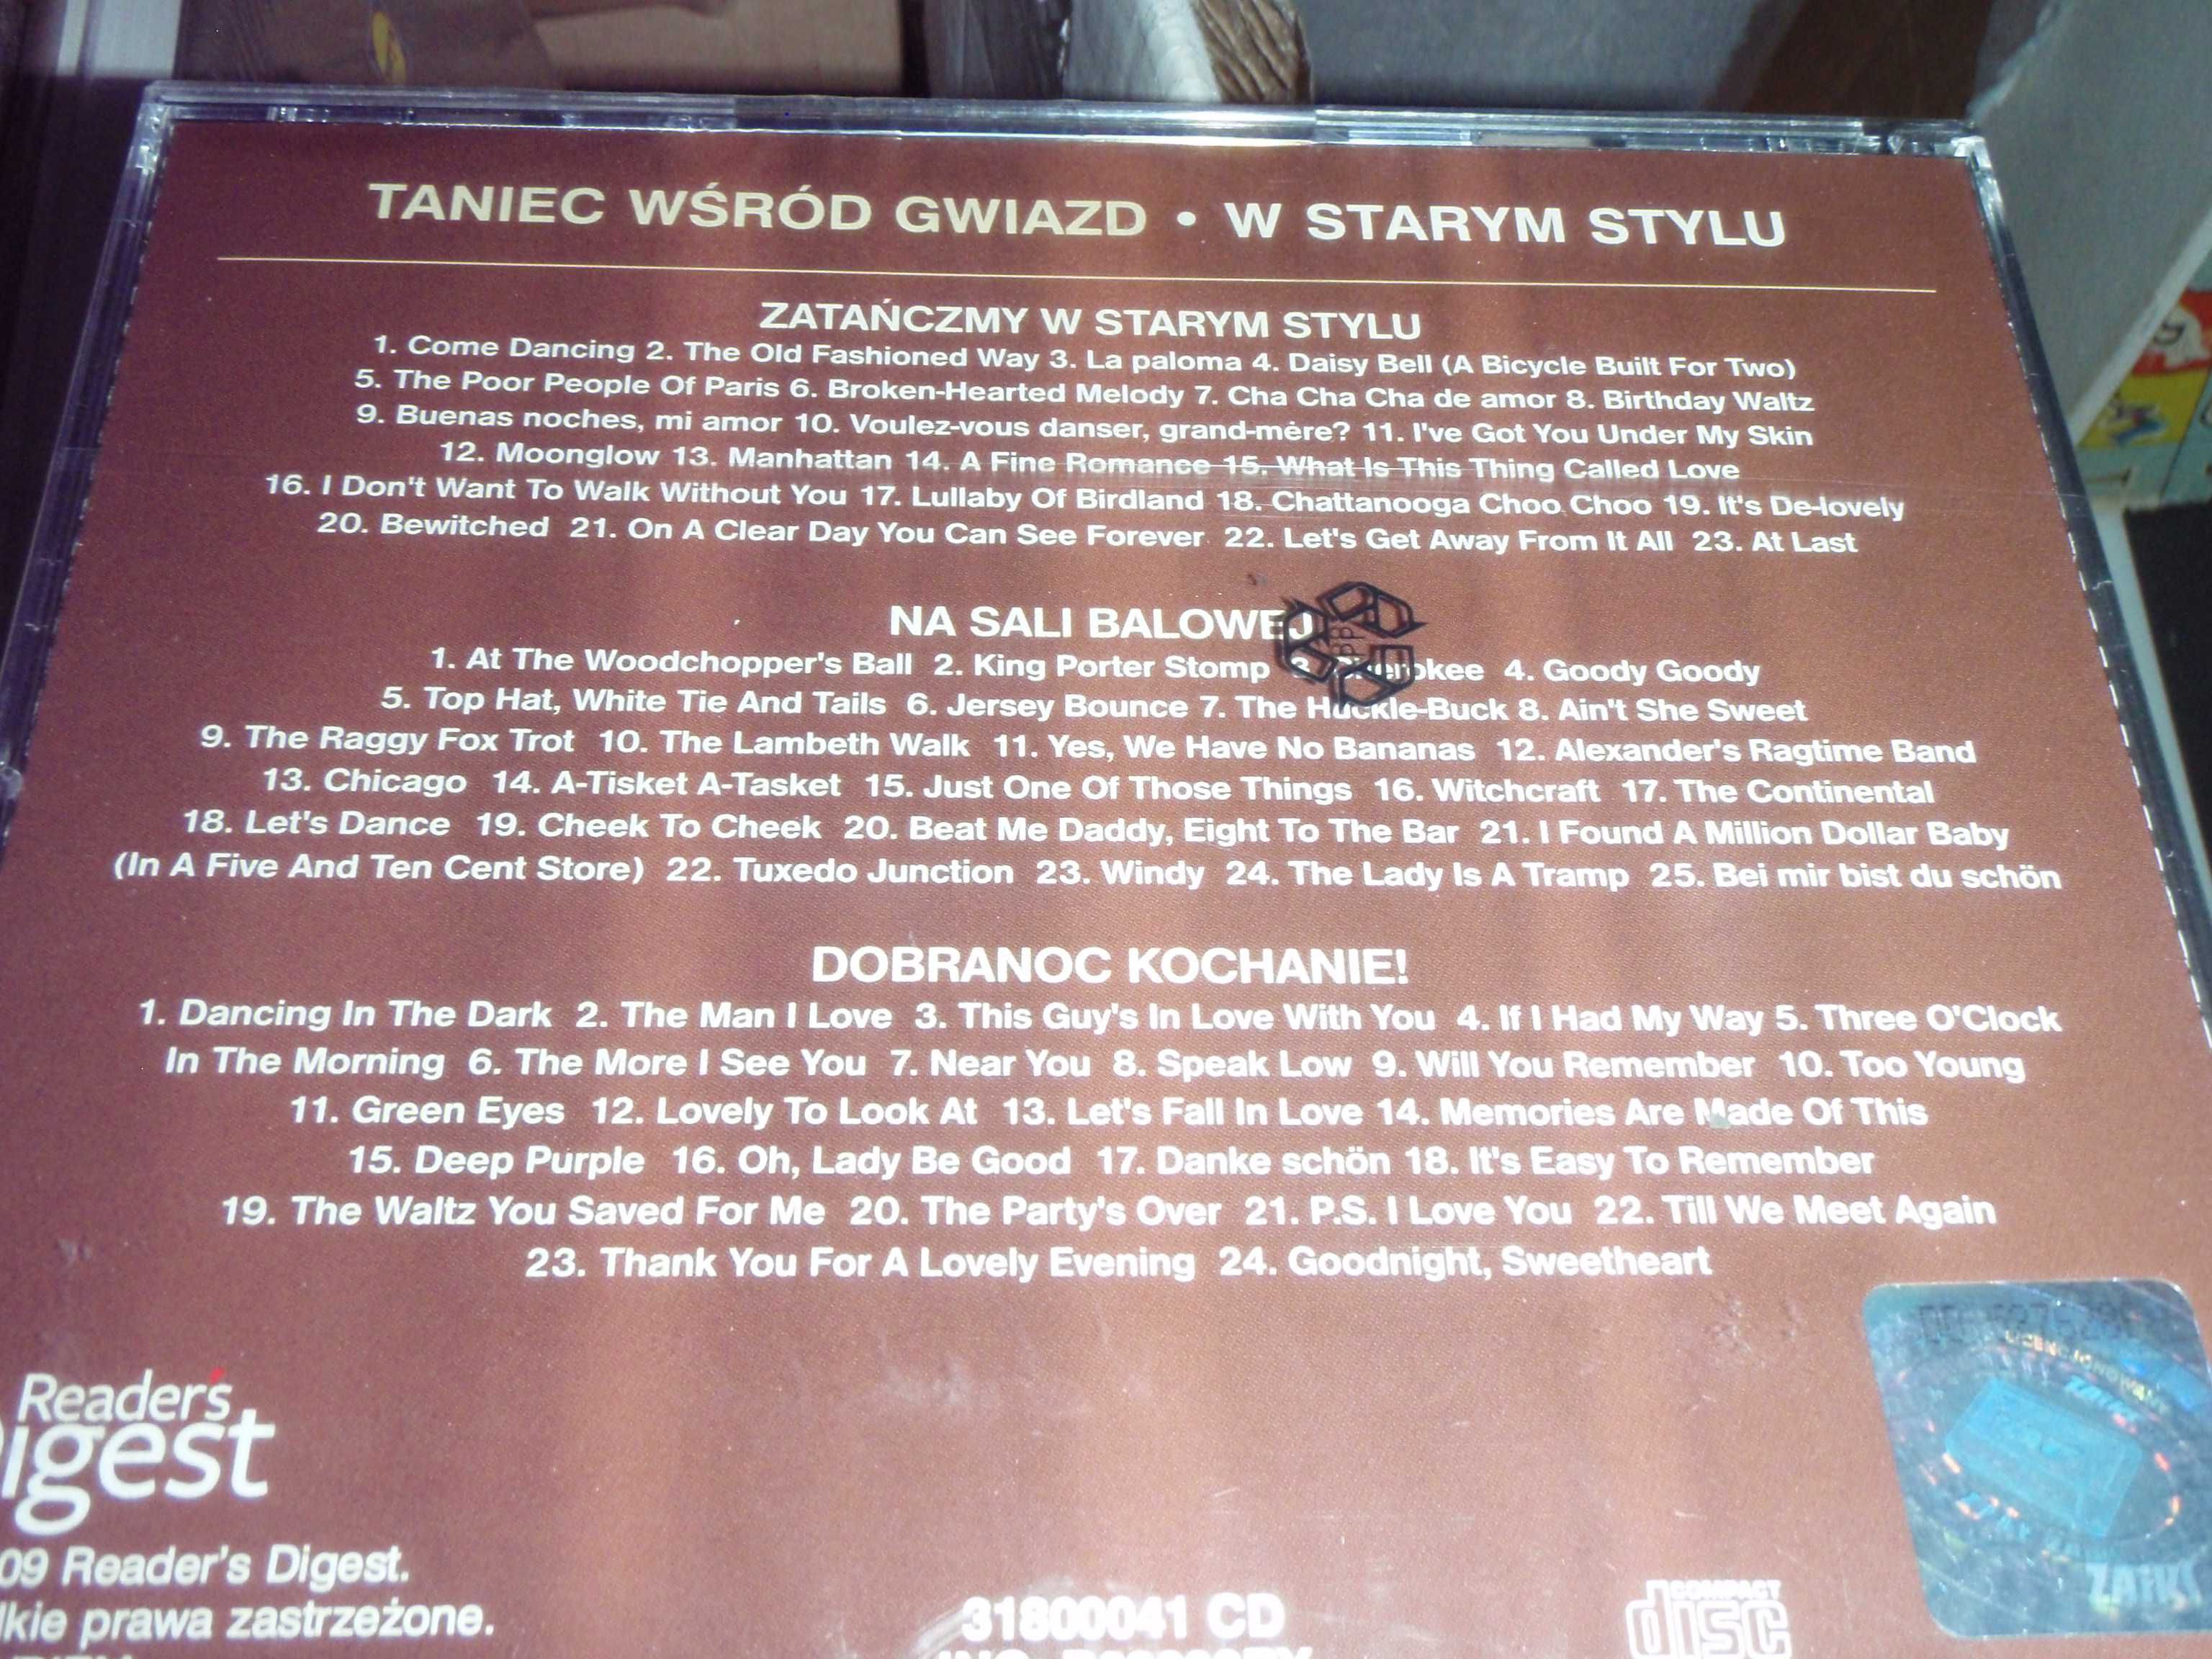 TANIEC WŚRÓD GWIAZD • W STARYM STYLU
ZATAŃCZMY W STARYM STYLU
1. Come Dancing 2. The Old Fashioned Way 3. La paloma 4. Daisy Bell (A Bicycle Built For Two)
5. The Poor People Of Paris 6. Broken-Hearted Melody 7. Cha Cha Cha de amor 8. Birthday Waltz
9. Buenas noches, mi amor 10. Voulez-vous danser, grand-mère? 11. I've Got You Under My Skin
12. Moonglow 13. Manhattan 14. A Fine Romance 15. What Is This Thing Called Love
16. I Don't Want To Walk Without You 17. Lullaby Of Birdland 18. Chattanooga Choo Choo 19. It's De-lovely
20. Bewitched 21. On A Clear Day You Can See Forever 22. Let's Get Away From It All 23. At Last
NA SALI BALOWEJ
1. At The Woodchopper's Ball 2. King Porter Stomp 3. Cherokee 4. Goody Goody
5. Top Hat, White Tie And Tails 6. Jersey Bounce 7. The Huckle-Buck 8. Ain't She Sweet
9. The Raggy Fox Trot 10. The Lambeth Walk 11. Yes, We Have No Bananas 12. Alexander's Ragtime Band
13. Chicago 14. A-Tisket A-Tasket 15. Just One Of Those Things 16. Witchcraft 17. The Continental
18. Let's Dance 19. Cheek To Cheek 20. Beat Me Daddy, Eight To The Bar 21. I Found A Million Dollar Baby
(In A Five And Ten Cent Store) 22. Tuxedo Junction 23. Windy 24. The Lady Is A Tramp 25. Bei mir bist du schön
DOBRANOC KOCHANIE!
1. Dancing In The Dark 2. The Man I Love 3. This Guy's In Love With You 4. If I Had My Way 5. Three O'Clock
In The Morning 6. The More I See You 7. Near You 8. Speak Low 9. Will You Remember 10. Too Young
11. Green Eyes 12. Lovely To Look At 13. Let's Fall In Love 14. Memories Are Made Of This
15. Deep Purple 16. Oh, Lady Be Good 17. Danke schön 18. It's Easy To Remember
19. The Waltz You Saved For Me 20. The Party's Over 21. P.S. I Love You 22. Till We Meet Again
23. Thank You For A Lovely Evening 24. Goodnight, Sweetheart
Reader's
igest
09 Reader's Digest.
lkie prawa zastrzeżone.
31800041 CD
COMPACT
disc
ZAiKS